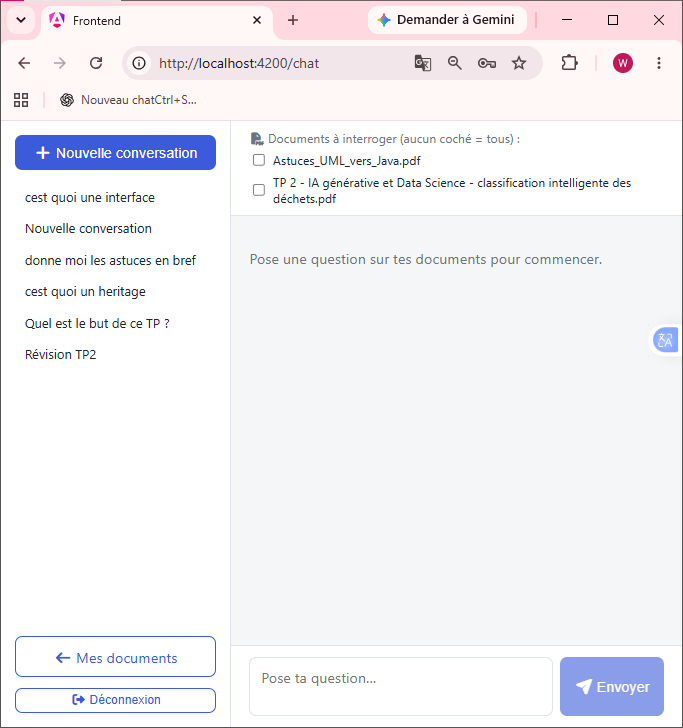 Frontend
Demander à Gemini
http://localhost:4200/chat
W
Nouveau chatCtrl+S...
Nouvelle conversation
cest quoi une interface
Nouvelle conversation
donne moi les astuces en bref
cest quoi un heritage
Quel est le but de ce TP ?
Révision TP2
Mes documents
Déconnexion
Documents à interroger (aucun coché = tous) :
Astuces_UML_vers_Java.pdf
TP 2 - IA générative et Data Science - classification intelligente des
déchets.pdf
Pose une question sur tes documents pour commencer.
Pose ta question...
Envoyer